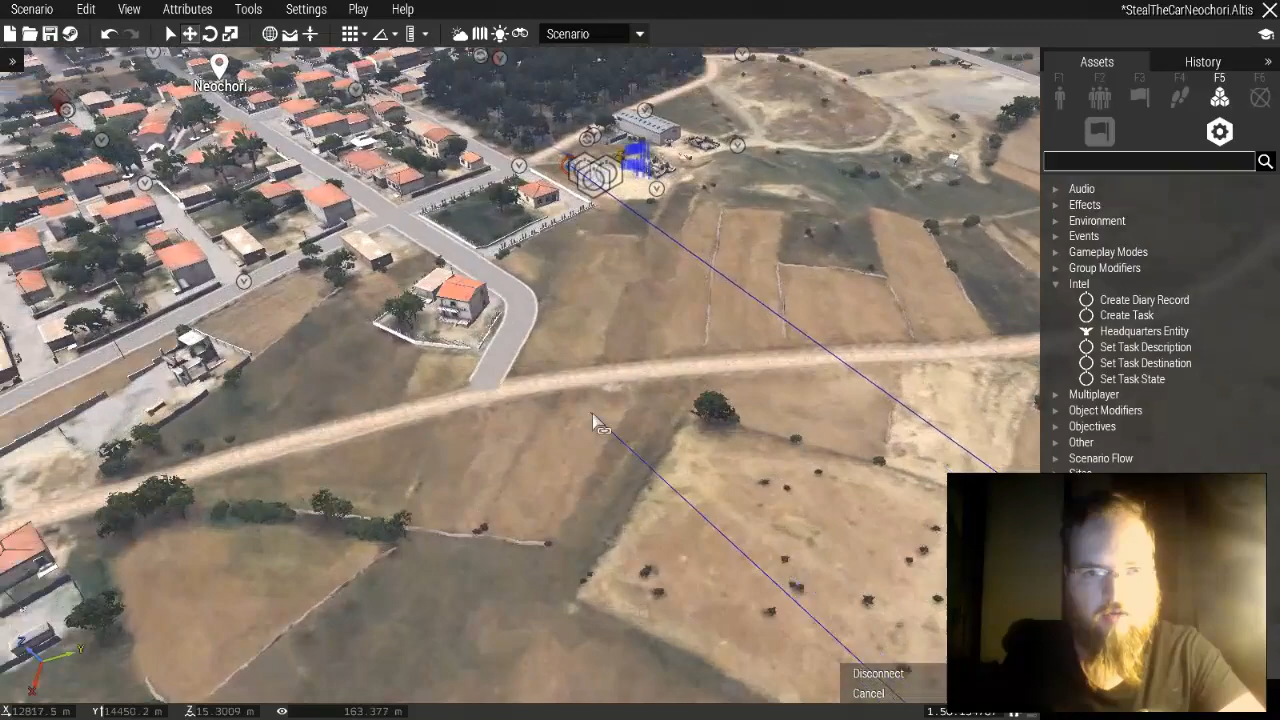 Scenario Edit View Attributes Tools Settings Play Help *StealTheCarNeochori.Altis
Scenario
Assets History
F1 F2 F3 F4 F5 F6
Neochori
Audio
Effects
Environment
Events
Gameplay Modes
Group Modifiers
Intel
Create Diary Record
Create Task
Headquarters Entity
Set Task Description
Set Task Destination
Set Task State
Multiplayer
Object Modifiers
Objectives
Other
Scenario Flow
Disconnect
Cancel
X 12817.5 m Y 14450.2 m Z 15.3009 m 163.377 m